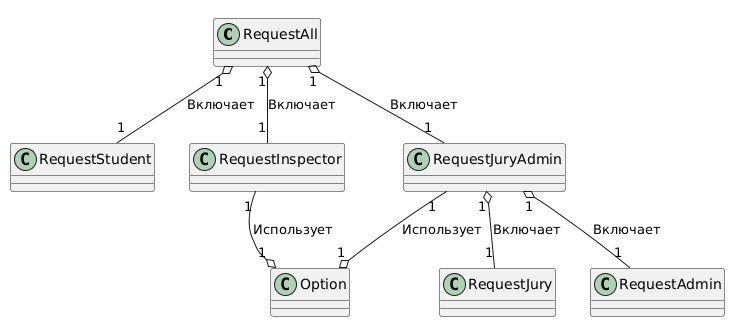 C RequestAll
1 1 1
Включает Включает Включает
1 1 1
C RequestStudent C RequestInspector C RequestJuryAdmin
1 1 1 1
Использует Использует Включает Включает
1 1 1 1
C Option C RequestJury C RequestAdmin